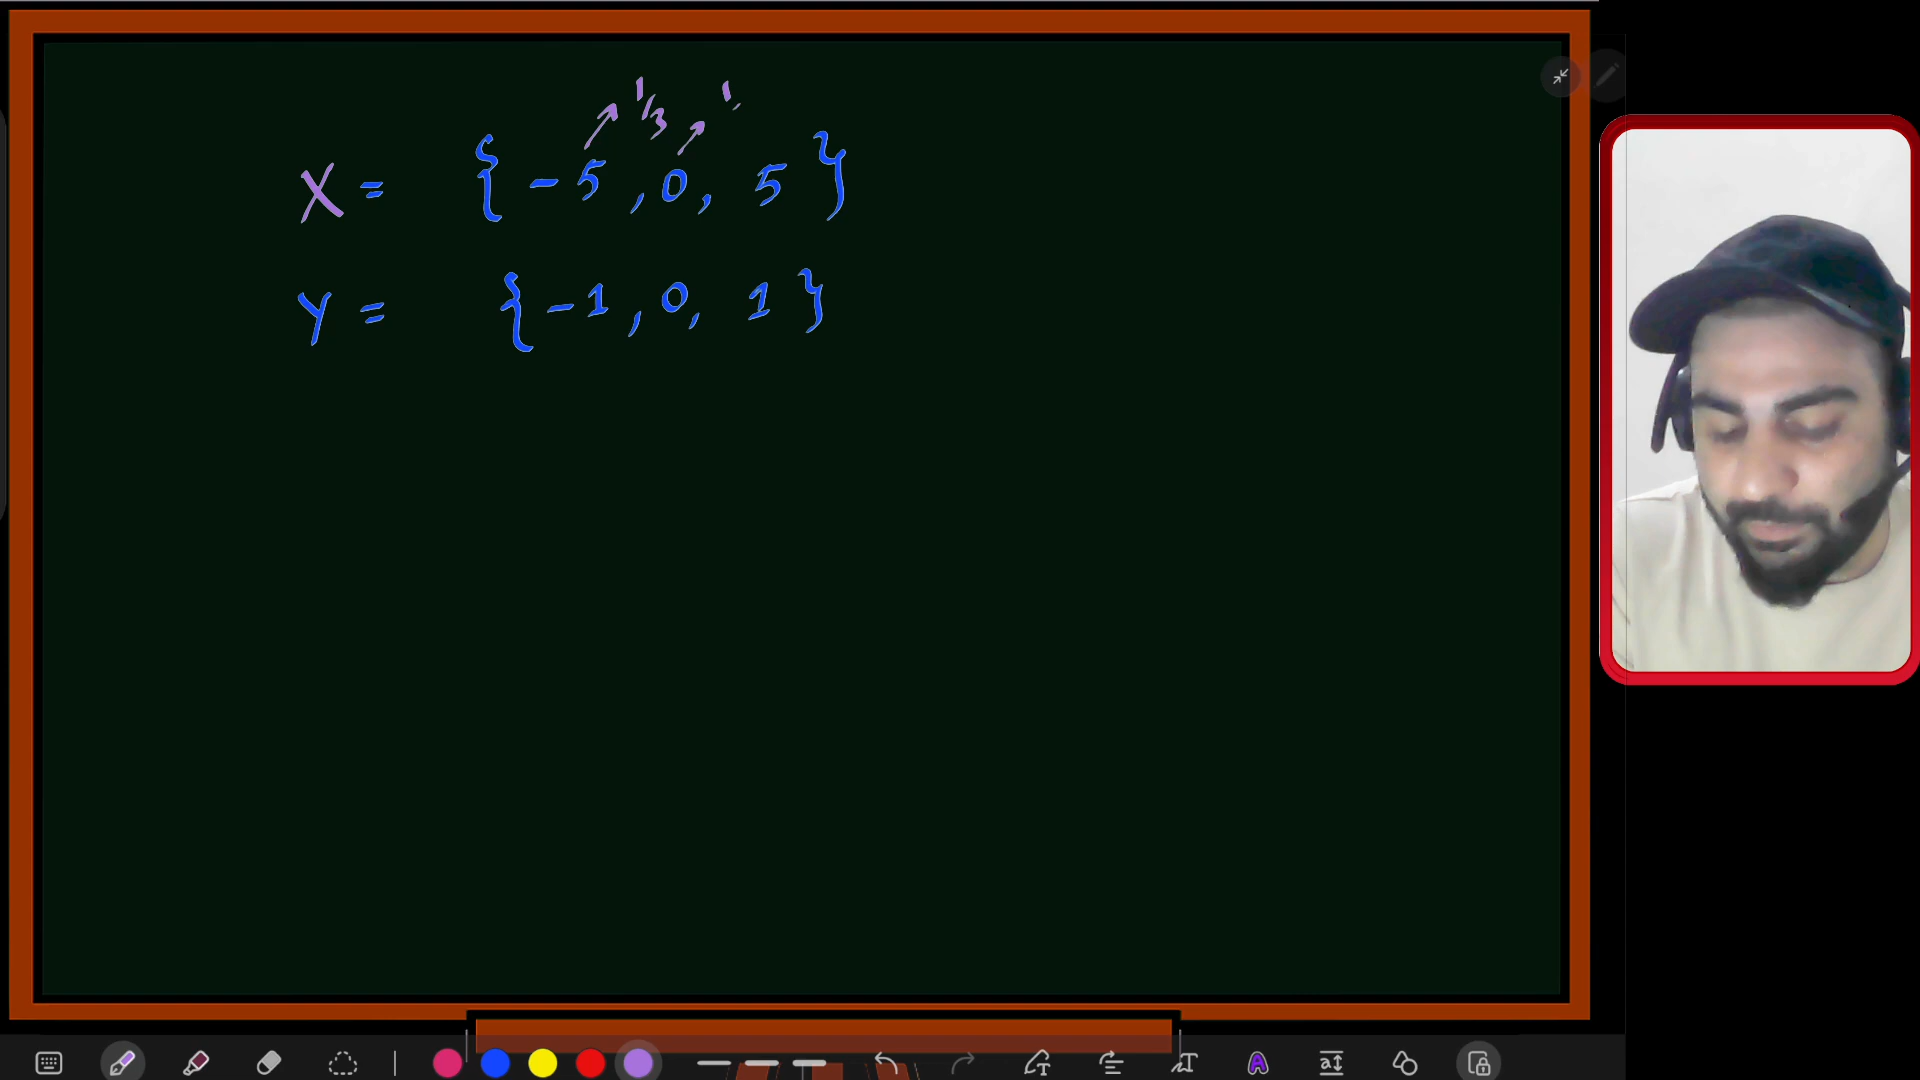 1/3 1
X = { - 5 , 0 , 5 }
Y = { - 1 , 0 , 1 }